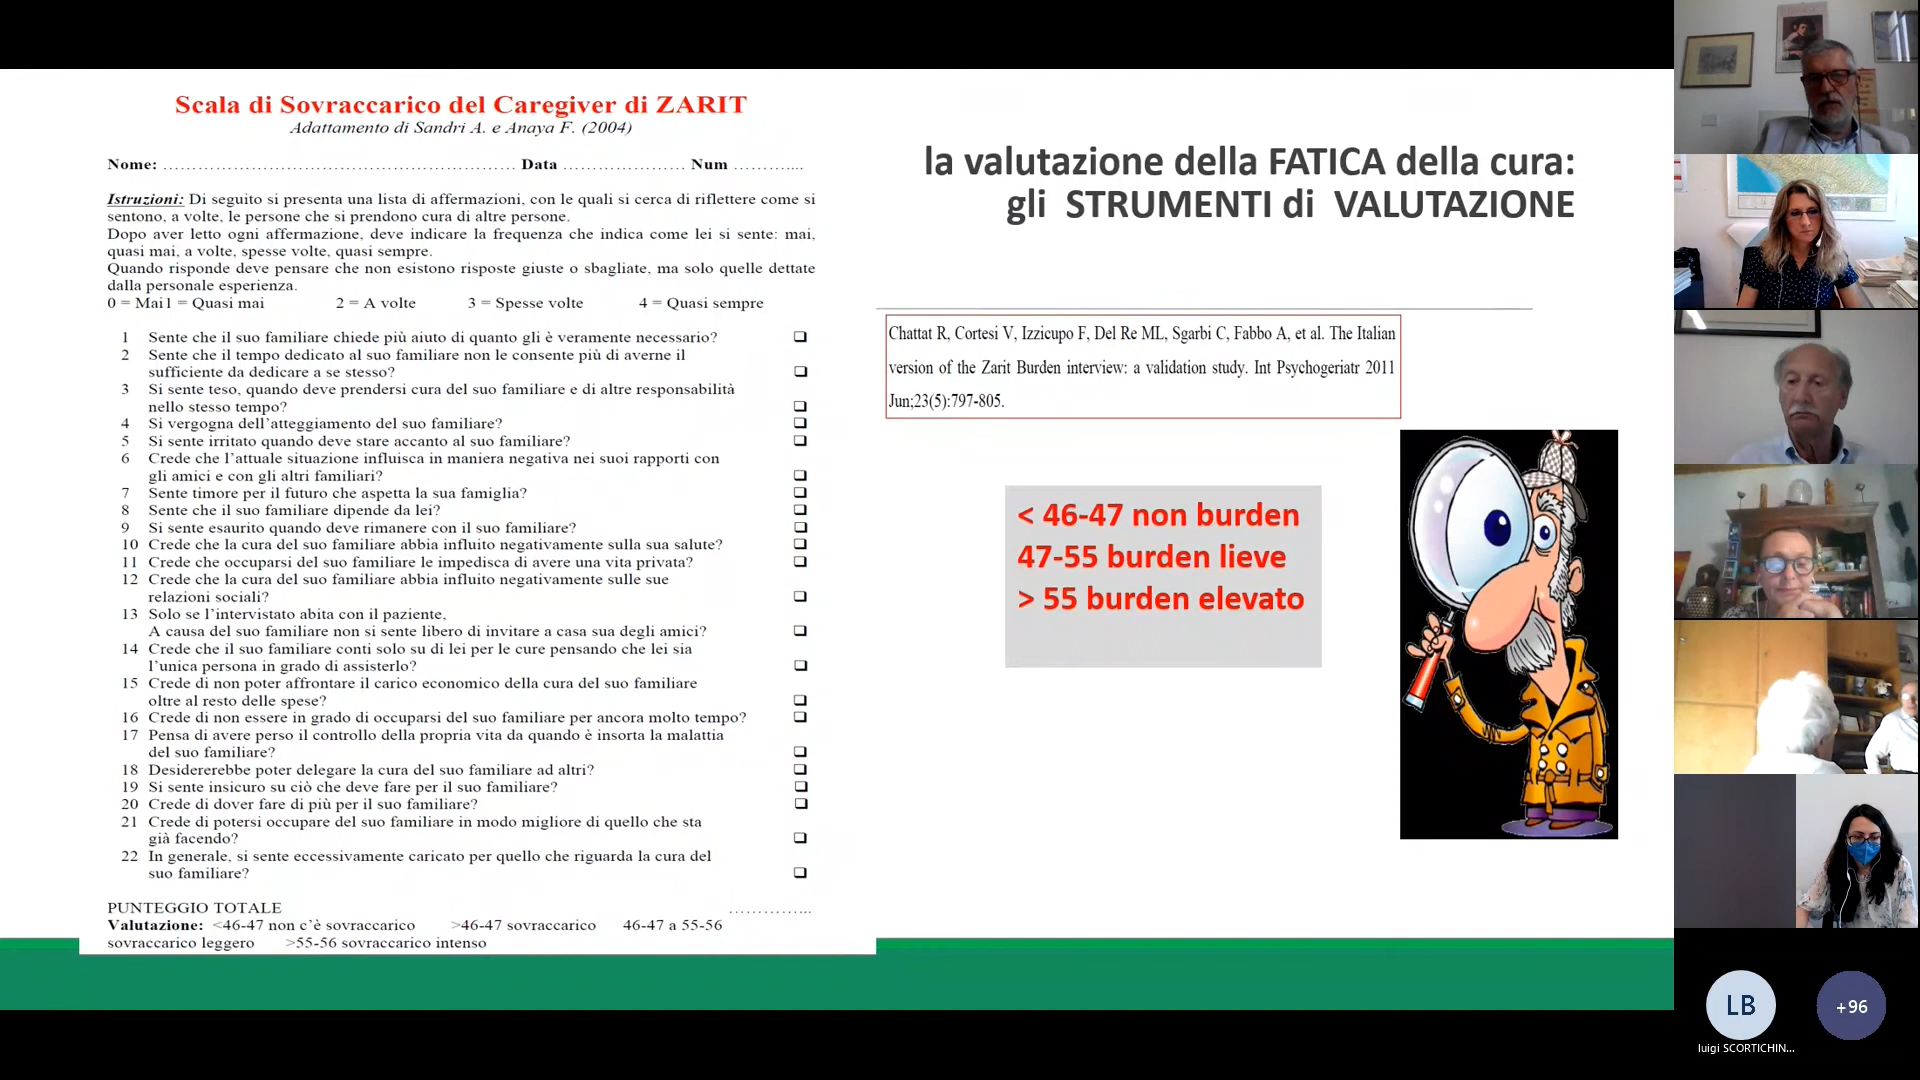 Scala di Sovraccarico del Caregiver di ZARIT
Adattamento di Sandri A. e Anaya F. (2004)
Nome: ……………………………………………………… Data ………………… Num ………....
Istruzioni: Di seguito si presenta una lista di affermazioni, con le quali si cerca di riflettere come si
sentono, a volte, le persone che si prendono cura di altre persone.
Dopo aver letto ogni affermazione, deve indicare la frequenza che indica come lei si sente: mai,
quasi mai, a volte, spesse volte, quasi sempre.
Quando risponde deve pensare che non esistono risposte giuste o sbagliate, ma solo quelle dettate
dalla personale esperienza.
0 = Mai1 = Quasi mai 2 = A volte 3 = Spesse volte 4 = Quasi sempre
1 Sente che il suo familiare chiede più aiuto di quanto gli è veramente necessario? ❑
2 Sente che il tempo dedicato al suo familiare non le consente più di averne il
sufficiente da dedicare a se stesso? ❑
3 Si sente teso, quando deve prendersi cura del suo familiare e di altre responsabilità
nello stesso tempo? ❑
4 Si vergogna dell’atteggiamento del suo familiare? ❑
5 Si sente irritato quando deve stare accanto al suo familiare? ❑
6 Crede che l’attuale situazione influisca in maniera negativa nei suoi rapporti con
gli amici e con gli altri familiari? ❑
7 Sente timore per il futuro che aspetta la sua famiglia? ❑
8 Sente che il suo familiare dipende da lei? ❑
9 Si sente esaurito quando deve rimanere con il suo familiare? ❑
10 Crede che la cura del suo familiare abbia influito negativamente sulla sua salute? ❑
11 Crede che occuparsi del suo familiare le impedisca di avere una vita privata? ❑
12 Crede che la cura del suo familiare abbia influito negativamente sulle sue
relazioni sociali? ❑
13 Solo se l’intervistato abita con il paziente,
A causa del suo familiare non si sente libero di invitare a casa sua degli amici? ❑
14 Crede che il suo familiare conti solo su di lei per le cure pensando che lei sia
l’unica persona in grado di assisterlo? ❑
15 Crede di non poter affrontare il carico economico della cura del suo familiare
oltre al resto delle spese? ❑
16 Crede di non essere in grado di occuparsi del suo familiare per ancora molto tempo? ❑
17 Pensa di avere perso il controllo della propria vita da quando è insorta la malattia
del suo familiare? ❑
18 Desidererebbe poter delegare la cura del suo familiare ad altri? ❑
19 Si sente insicuro su ciò che deve fare per il suo familiare? ❑
20 Crede di dover fare di più per il suo familiare? ❑
21 Crede di potersi occupare del suo familiare in modo migliore di quello che sta
già facendo? ❑
22 In generale, si sente eccessivamente caricato per quello che riguarda la cura del
suo familiare? ❑
PUNTEGGIO TOTALE …………...
Valutazione: <46-47 non c’è sovraccarico >46-47 sovraccarico 46-47 a 55-56
sovraccarico leggero >55-56 sovraccarico intenso
la valutazione della FATICA della cura:
gli STRUMENTI di VALUTAZIONE
Chattat R, Cortesi V, Izzicupo F, Del Re ML, Sgarbi C, Fabbo A, et al. The Italian
version of the Zarit Burden interview: a validation study. Int Psychogeriatr 2011
Jun;23(5):797-805.
< 46-47 non burden
47-55 burden lieve
> 55 burden elevato
LB
+96
luigi SCORTICHIN...